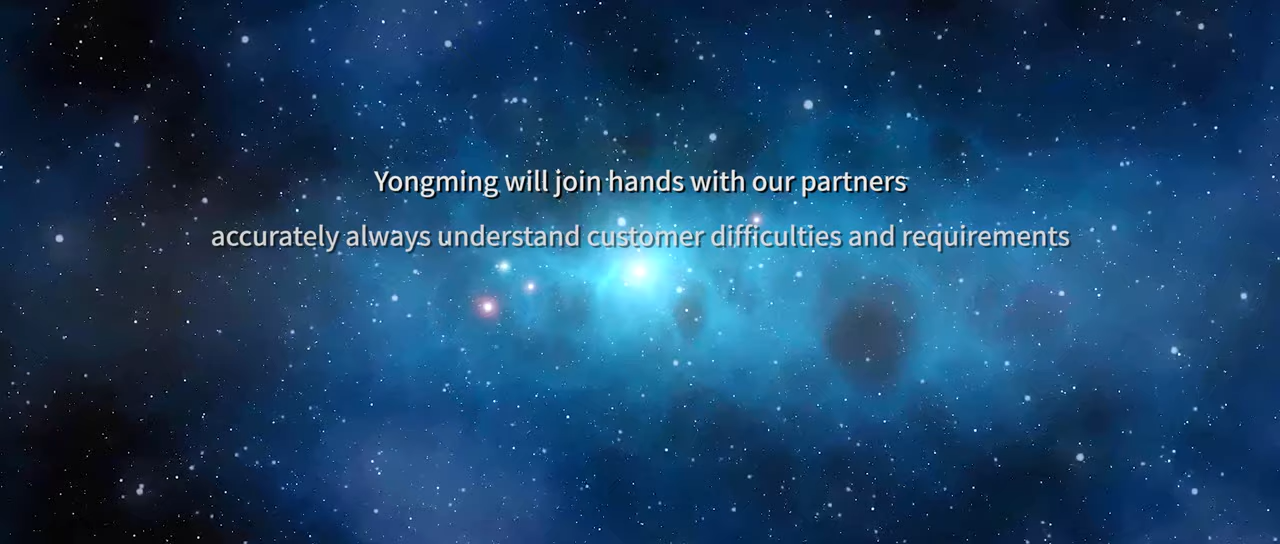 Yongming will join hands with our partners
accurately always understand customer difficulties and requirements